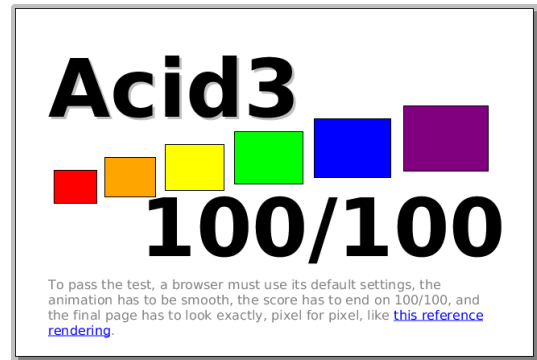 Acid3
100/100
To pass the test, a browser must use its default settings, the
animation has to be smooth, the score has to end on 100/100, and
the final page has to look exactly, pixel for pixel, like this reference
rendering.